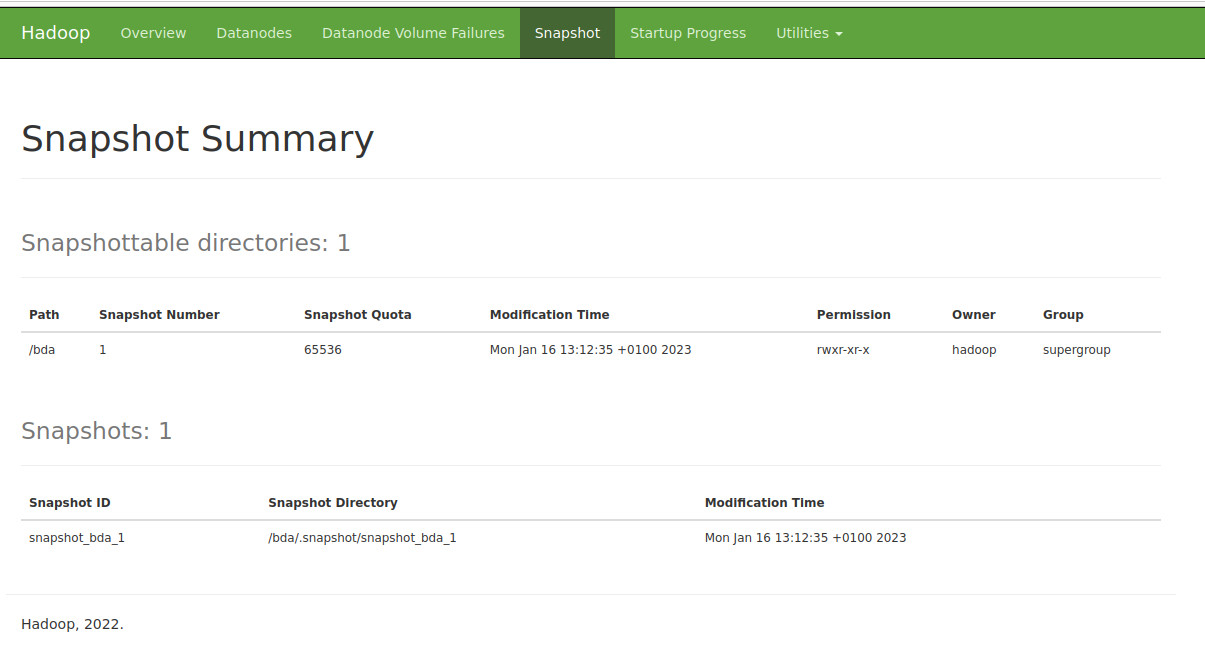 Hadoop Overview Datanodes Datanode Volume Failures Snapshot Startup Progress Utilities
Snapshot Summary
Snapshottable directories: 1
Path Snapshot Number Snapshot Quota Modification Time Permission Owner Group
/bda 1 65536 Mon Jan 16 13:12:35 +0100 2023 rwxr-xr-x hadoop supergroup
Snapshots: 1
Snapshot ID Snapshot Directory Modification Time
snapshot_bda_1 /bda/.snapshot/snapshot_bda_1 Mon Jan 16 13:12:35 +0100 2023
Hadoop, 2022.